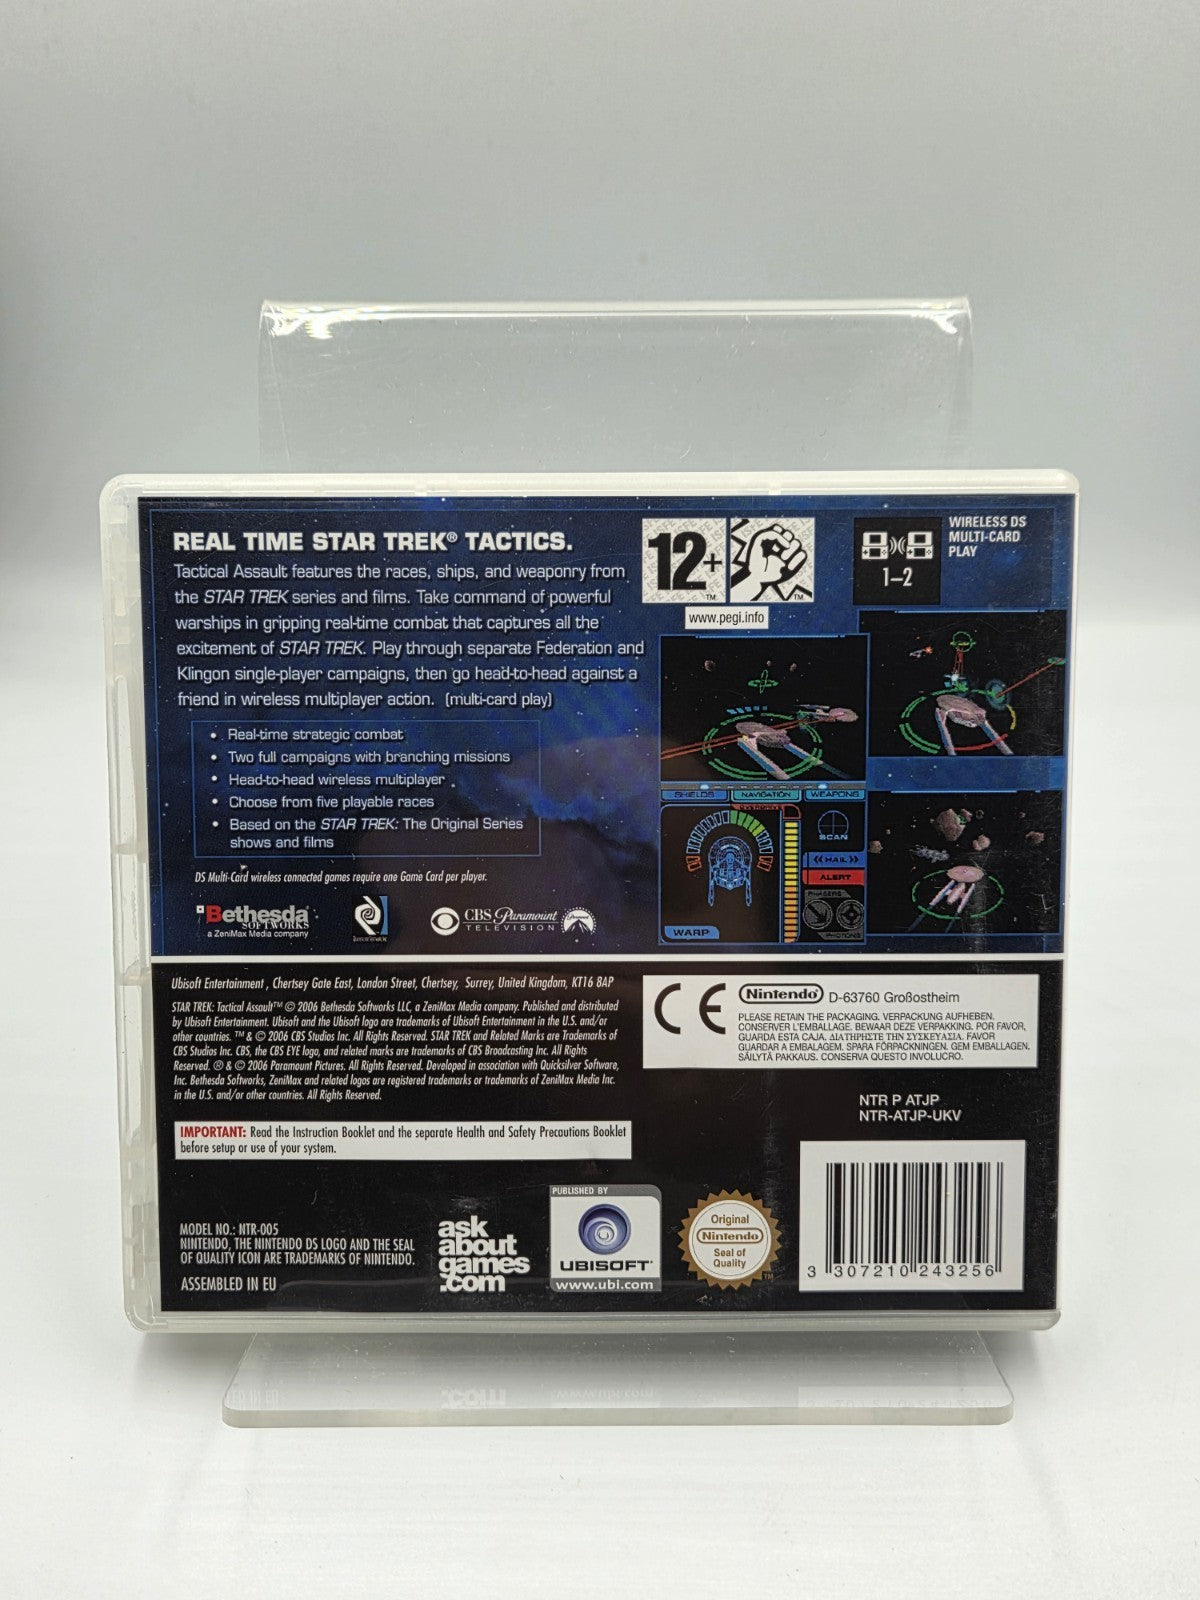 REAL TIME STAR TREK® TACTICS.
Tactical Assault features the races, ships, and weaponry from
the STAR TREK series and films. Take command of powerful
warships in gripping real-time combat that captures all the
excitement of STAR TREK. Play through separate Federation and
Klingon single-player campaigns, then go head-to-head against a
friend in wireless multiplayer action. (multi-card play)
• Real-time strategic combat
• Two full campaigns with branching missions
• Head-to-head wireless multiplayer
• Choose from five playable races
• Based on the STAR TREK: The Original Series
shows and films
DS Multi-Card wireless connected games require one Game Card per player.
Bethesda
SOFTWORKS
a ZeniMax Media company
CBS Paramount
TELEVISION
12+
TM
TM
www.pegi.info
1–2
WIRELESS DS
MULTI-CARD
PLAY
SHIELDS NAVIGATION WEAPONS
OVERDRIVE
SCAN
HAIL
ALERT
WARP
Ubisoft Entertainment, Chertsey Gate East, London Street, Chertsey, Surrey, United Kingdom, KT16 8AP
STAR TREK: Tactical Assault™ © 2006 Bethesda Softworks LLC, a ZeniMax Media company. Published and distributed
by Ubisoft Entertainment. Ubisoft and the Ubisoft logo are trademarks of Ubisoft Entertainment in the U.S. and/or
other countries. ™ & © 2006 CBS Studios Inc. All Rights Reserved. STAR TREK and Related Marks are Trademarks of
CBS Studios Inc. CBS, the CBS EYE logo, and related marks are trademarks of CBS Broadcasting Inc. All Rights
Reserved. ® & © 2006 Paramount Pictures. All Rights Reserved. Developed in association with Quicksilver Software,
Inc. Bethesda Softworks, ZeniMax and related logos are registered trademarks or trademarks of ZeniMax Media Inc.
in the U.S. and/or other countries. All Rights Reserved.
IMPORTANT: Read the Instruction Booklet and the separate Health and Safety Precautions Booklet
before setup or use of your system.
CE
Nintendo D-63760 Großostheim
PLEASE RETAIN THE PACKAGING. VERPACKUNG AUFHEBEN.
CONSERVER L'EMBALLAGE. BEWAAR DEZE VERPAKKING. POR FAVOR,
GUARDA ESTA CAJA. ΔΙΑΤΗΡΗΣΤΕ ΤΗΝ ΣΥΣΚΕΥΑΣΙΑ. FAVOR
GUARDAR A EMBALAGEM. SPARA FÖRPACKNINGEN. GEM EMBALLAGEN.
SÄILYTÄ PAKKAUS. CONSERVA QUESTO INVOLUCRO.
NTR P ATJP
NTR-ATJP-UKV
MODEL NO.: NTR-005
NINTENDO, THE NINTENDO DS LOGO AND THE SEAL
OF QUALITY ICON ARE TRADEMARKS OF NINTENDO.
ASSEMBLED IN EU
ask
about
games
.com
PUBLISHED BY
UBISOFT
www.ubi.com
Original
Nintendo
Seal of
Quality
TM
3 307210 243256